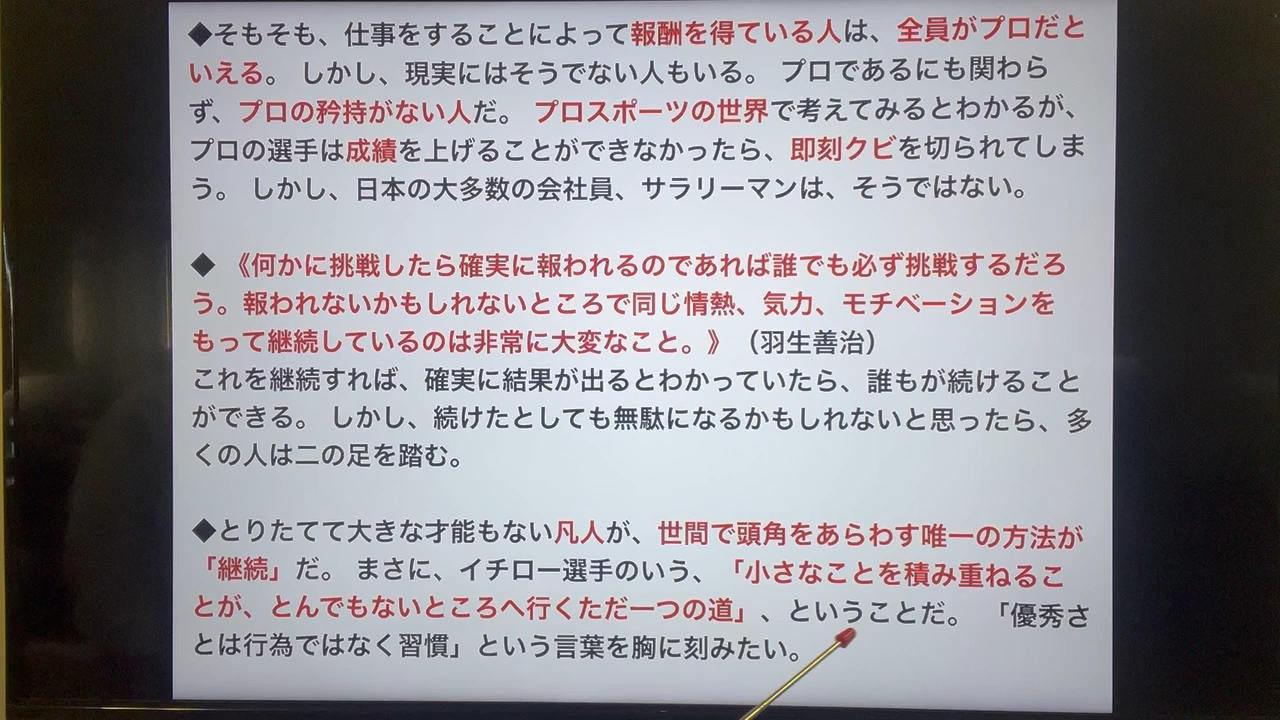 ◆そもそも、仕事をすることによって報酬を得ている人は、全員がプロだと
いえる。 しかし、現実にはそうでない人もいる。 プロであるにも関わら
ず、プロの矜持がない人だ。 プロスポーツの世界で考えてみるとわかるが、
プロの選手は成績を上げることができなかったら、即刻クビを切られてしま
う。 しかし、日本の大多数の会社員、サラリーマンは、そうではない。
◆ 《何かに挑戦したら確実に報われるのであれば誰でも必ず挑戦するだろ
う。報われないかもしれないところで同じ情熱、気力、モチベーションを
もって継続しているのは非常に大変なこと。》（羽生善治）
これを継続すれば、確実に結果が出るとわかっていたら、誰もが続けること
ができる。 しかし、続けたとしても無駄になるかもしれないと思ったら、多
くの人は二の足を踏む。
◆とりたてて大きな才能もない凡人が、世間で頭角をあらわす唯一の方法が
「継続」だ。 まさに、イチロー選手のいう、「小さなことを積み重ねるこ
とが、とんでもないところへ行くただ一つの道」、ということだ。 「優秀さ
とは行為ではなく習慣」という言葉を胸に刻みたい。